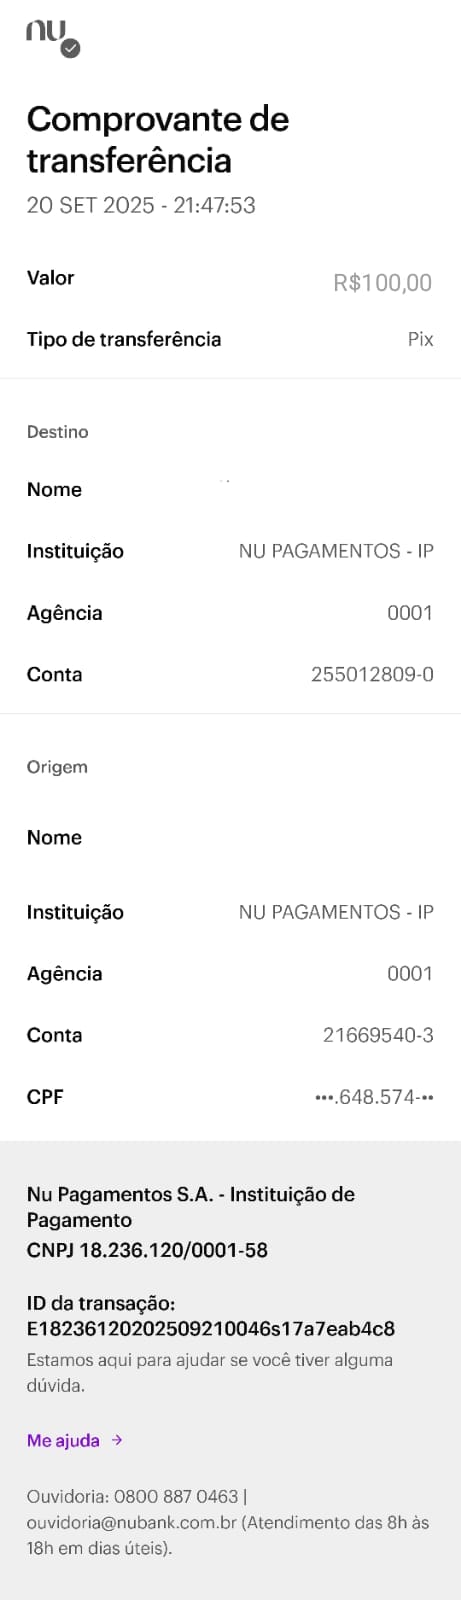 nu
Comprovante de
transferência
20 SET 2025 - 21:47:53
Valor R$100,00
Tipo de transferência Pix
Destino
Nome
Instituição NU PAGAMENTOS - IP
Agência 0001
Conta 255012809-0
Origem
Nome
Instituição NU PAGAMENTOS - IP
Agência 0001
Conta 21669540-3
CPF •••.648.574-••
Nu Pagamentos S.A. - Instituição de
Pagamento
CNPJ 18.236.120/0001-58
ID da transação:
E18236120202509210046s17a7eab4c8
Estamos aqui para ajudar se você tiver alguma
dúvida.
Me ajuda →
Ouvidoria: 0800 887 0463 |
ouvidoria@nubank.com.br (Atendimento das 8h às
18h em dias úteis).